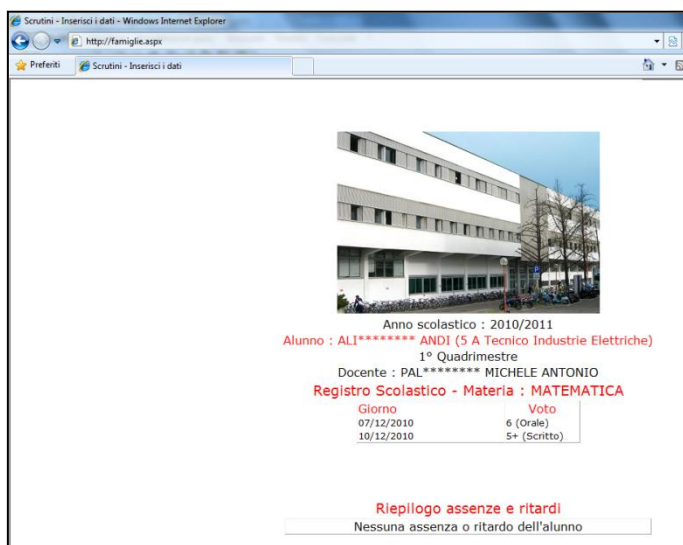 Scrutini - Inserisci i dati - Windows Internet Explorer
http://famiglie.aspx
Preferiti Scrutini - Inserisci i dati
Anno scolastico : 2010/2011
Alunno : ALI******** ANDI (5 A Tecnico Industrie Elettriche)
1° Quadrimestre
Docente : PAL******** MICHELE ANTONIO
Registro Scolastico - Materia : MATEMATICA
Giorno Voto
07/12/2010 6 (Orale)
10/12/2010 5+ (Scritto)
Riepilogo assenze e ritardi
Nessuna assenza o ritardo dell'alunno